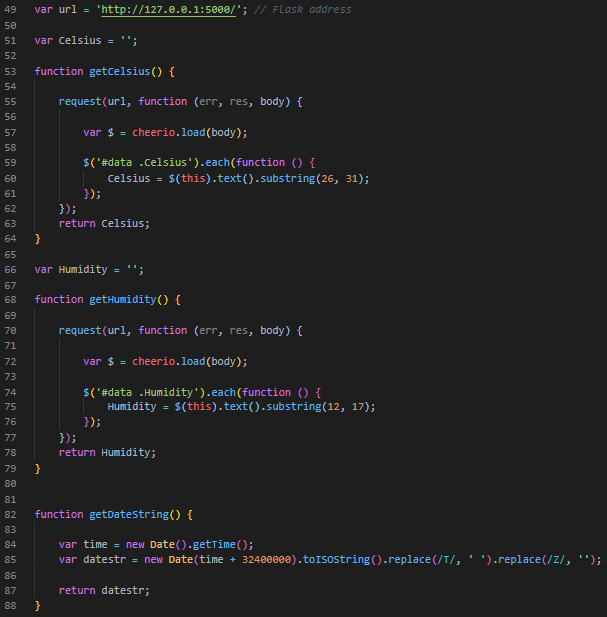 49 var url = 'http://127.0.0.1:5000/'; // Flask address
50
51 var Celsius = '';
52
53 function getCelsius() {
54
55 request(url, function (err, res, body) {
56
57 var $ = cheerio.load(body);
58
59 $('#data .Celsius').each(function () {
60 Celsius = $(this).text().substring(26, 31);
61 });
62 });
63 return Celsius;
64 }
65
66 var Humidity = '';
67
68 function getHumidity() {
69
70 request(url, function (err, res, body) {
71
72 var $ = cheerio.load(body);
73
74 $('#data .Humidity').each(function () {
75 Humidity = $(this).text().substring(12, 17);
76 });
77 });
78 return Humidity;
79 }
80
81
82 function getDateString() {
83
84 var time = new Date().getTime();
85 var datestr = new Date(time + 32400000).toISOString().replace(/T/, ' ').replace(/Z/, '');
86
87 return datestr;
88 }